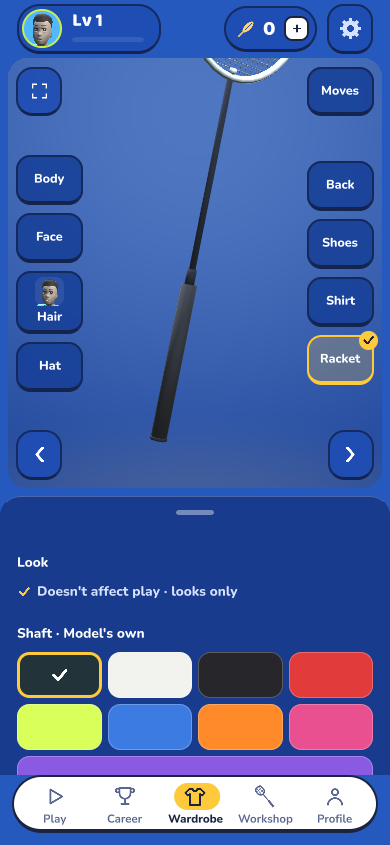 Lv 1
0
+
Moves
Body
Back
Face
Shoes
Hair
Shirt
Hat
Racket
Look
Doesn't affect play · looks only
Shaft · Model's own
Play
Career
Wardrobe
Workshop
Profile